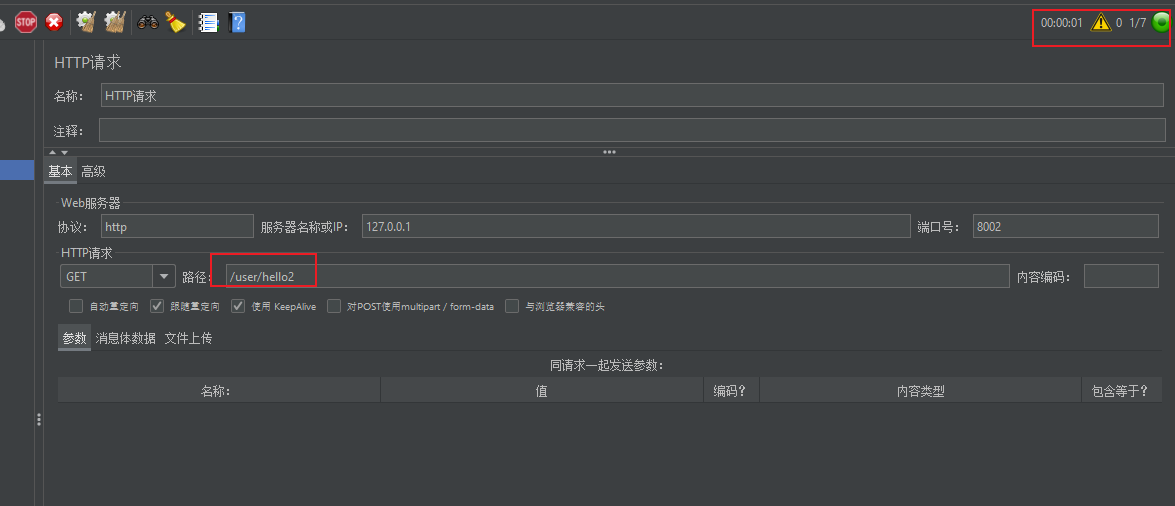 STOP
00:00:01 0 1/7
HTTP请求
名称: HTTP请求
注释:
基本 高级
Web服务器
协议: http 服务器名称或IP: 127.0.0.1 端口号: 8002
HTTP请求
GET 路径: /user/hello2 内容编码:
自动重定向 跟随重定向 使用 KeepAlive 对POST使用multipart / form-data 与浏览器兼容的头
参数 消息体数据 文件上传
同请求一起发送参数:
名称: 值 编码? 内容类型 包含等于?